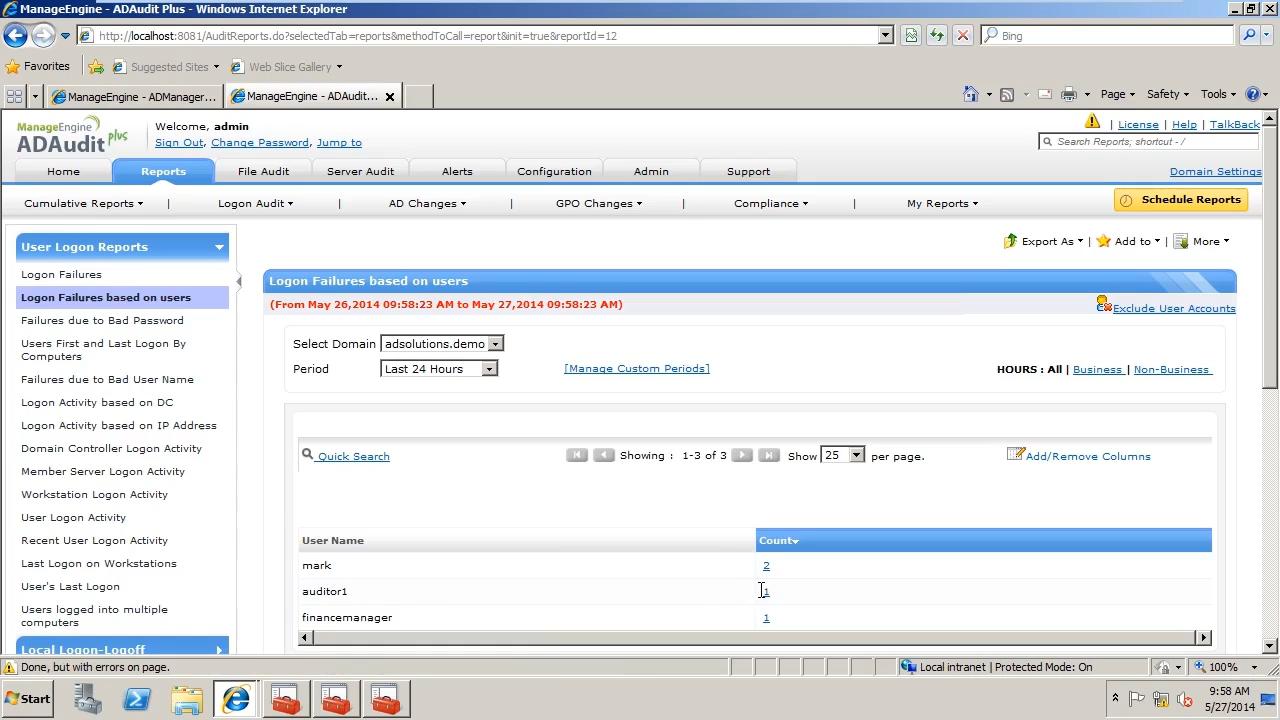 ManageEngine - ADAudit Plus - Windows Internet Explorer
http://localhost:8081/AuditReports.do?selectedTab=reports&methodToCall=report&init=true&reportId=12
Bing
Favorites
Suggested Sites
Web Slice Gallery
ManageEngine - ADManager...
ManageEngine - ADAudit...
Page
Safety
Tools
ManageEngine
ADAudit plus
Welcome, admin
Sign Out, Change Password, Jump to
License | Help | TalkBack
Search Reports; shortcut - /
Home
Reports
File Audit
Server Audit
Alerts
Configuration
Admin
Support
Domain Settings
Cumulative Reports | Logon Audit | AD Changes | GPO Changes | Compliance | My Reports
Schedule Reports
User Logon Reports
Logon Failures
Logon Failures based on users
Failures due to Bad Password
Users First and Last Logon By
Computers
Failures due to Bad User Name
Logon Activity based on DC
Logon Activity based on IP Address
Domain Controller Logon Activity
Member Server Logon Activity
Workstation Logon Activity
User Logon Activity
Recent User Logon Activity
Last Logon on Workstations
User's Last Logon
Users logged into multiple
computers
Local Logon-Logoff
Export As | Add to | More
Logon Failures based on users
(From May 26,2014 09:58:23 AM to May 27,2014 09:58:23 AM)
Exclude User Accounts
Select Domain adsolutions.demo
Period Last 24 Hours [Manage Custom Periods] HOURS : All | Business | Non-Business
Quick Search Showing : 1-3 of 3 Show 25 per page. Add/Remove Columns
User Name Count
mark 2
auditor1 1
financemanager 1
Done, but with errors on page.
Local intranet | Protected Mode: On
100%
Start
9:58 AM
5/27/2014